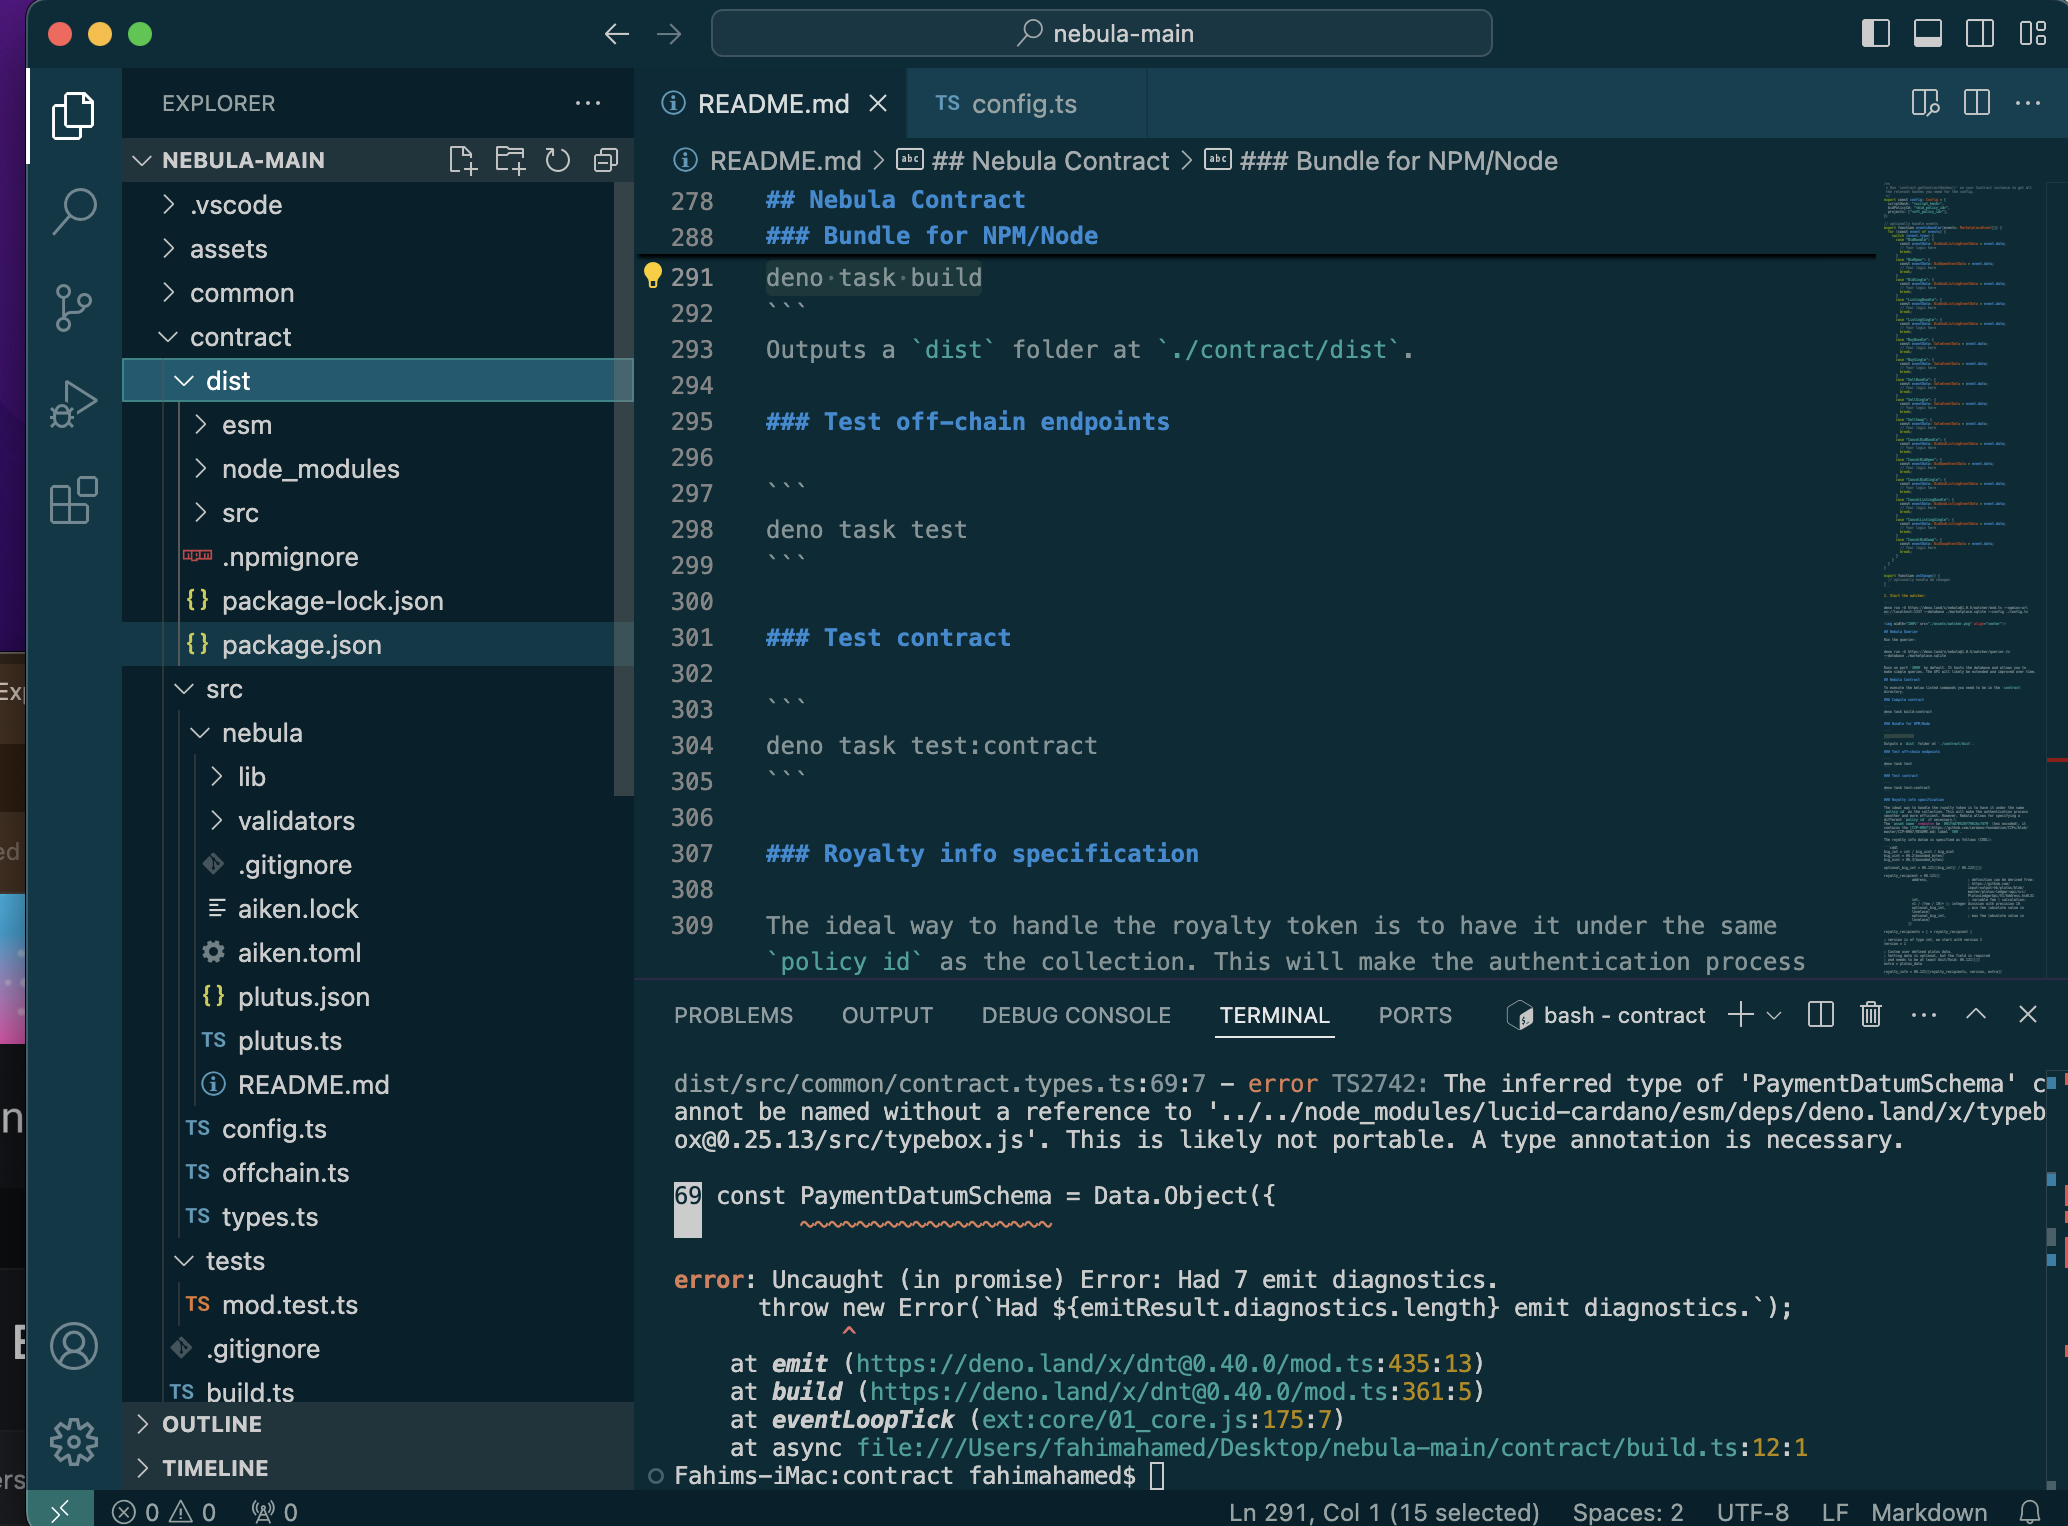 nebula-main
EXPLORER
README.md
TS config.ts
NEBULA-MAIN
README.md > ## Nebula Contract > ### Bundle for NPM/Node
.vscode
assets
common
contract
dist
esm
node_modules
src
.npmignore
package-lock.json
package.json
src
nebula
lib
validators
.gitignore
aiken.lock
aiken.toml
plutus.json
TS plutus.ts
README.md
TS config.ts
TS offchain.ts
TS types.ts
tests
TS mod.test.ts
.gitignore
TS build.ts
OUTLINE
TIMELINE
278 ## Nebula Contract
288 ### Bundle for NPM/Node
291 deno·task·build
292 ```
293 Outputs a `dist` folder at `./contract/dist`.
294
295 ### Test off-chain endpoints
296
297 ```
298 deno task test
299 ```
300
301 ### Test contract
302
303 ```
304 deno task test:contract
305 ```
306
307 ### Royalty info specification
308
309 The ideal way to handle the royalty token is to have it under the same
`policy id` as the collection. This will make the authentication process
PROBLEMS OUTPUT DEBUG CONSOLE TERMINAL PORTS bash - contract
dist/src/common/contract.types.ts:69:7 - error TS2742: The inferred type of 'PaymentDatumSchema' c
annot be named without a reference to '../../node_modules/lucid-cardano/esm/deps/deno.land/x/typeb
ox@0.25.13/src/typebox.js'. This is likely not portable. A type annotation is necessary.
69 const PaymentDatumSchema = Data.Object({
~~~~~~~~~~~~~~~~~~
error: Uncaught (in promise) Error: Had 7 emit diagnostics.
throw new Error(`Had ${emitResult.diagnostics.length} emit diagnostics.`);
^
at emit (https://deno.land/x/dnt@0.40.0/mod.ts:435:13)
at build (https://deno.land/x/dnt@0.40.0/mod.ts:361:5)
at eventLoopTick (ext:core/01_core.js:175:7)
at async file:///Users/fahimahamed/Desktop/nebula-main/contract/build.ts:12:1
Fahims-iMac:contract fahimahamed$
0 0 0
Ln 291, Col 1 (15 selected) Spaces: 2 UTF-8 LF Markdown